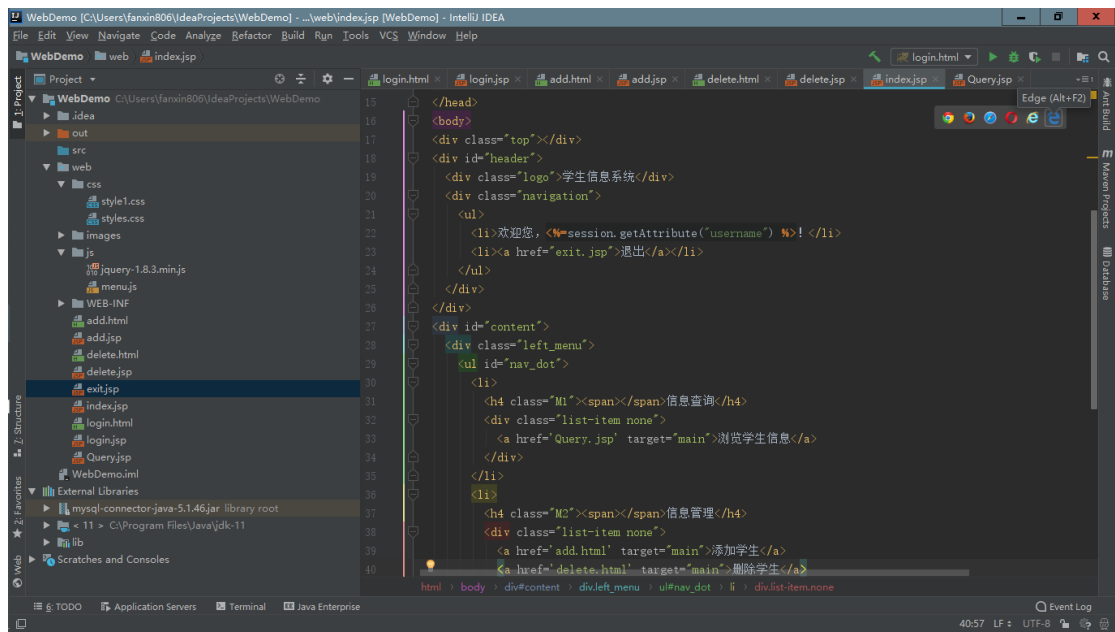 WebDemo [C:\Users\fanxin806\IdeaProjects\WebDemo] - ...\web\index.jsp [WebDemo] - IntelliJ IDEA
File Edit View Navigate Code Analyze Refactor Build Run Tools VCS Window Help
WebDemo web index.jsp login.html
Project login.html login.jsp add.html add.jsp delete.html delete.jsp index.jsp Query.jsp
Edge (Alt+F2)
1: Project
WebDemo C:\Users\fanxin806\IdeaProjects\WebDemo
.idea
out
src
web
css
style1.css
styles.css
images
js
jquery-1.8.3.min.js
menu.js
WEB-INF
add.html
add.jsp
delete.html
delete.jsp
exit.jsp
index.jsp
login.html
login.jsp
Query.jsp
WebDemo.iml
External Libraries
mysql-connector-java-5.1.46.jar library root
< 11 > C:\Program Files\Java\jdk-11
lib
Scratches and Consoles
7: Structure
2: Favorites
Web
15 </head>
16 <body>
17 <div class="top"></div>
18 <div id="header">
19 <div class="logo">学生信息系统</div>
20 <div class="navigation">
21 <ul>
22 <li>欢迎您，<%=session.getAttribute("username") %>! </li>
23 <li><a href="exit.jsp">退出</a></li>
24 </ul>
25 </div>
26 </div>
27 <div id="content">
28 <div class="left_menu">
29 <ul id="nav_dot">
30 <li>
31 <h4 class="M1"><span></span>信息查询</h4>
32 <div class="list-item none">
33 <a href='Query.jsp' target="main">浏览学生信息</a>
34 </div>
35 </li>
36 <li>
37 <h4 class="M2"><span></span>信息管理</h4>
38 <div class="list-item none">
39 <a href='add.html' target="main">添加学生</a>
40 <a href='delete.html' target="main">删除学生</a>
html body div#content div.left_menu ul#nav_dot li div.list-item.none
Ant Build
Maven Projects
Database
6: TODO Application Servers Terminal Java Enterprise Event Log
40:57 LF UTF-8